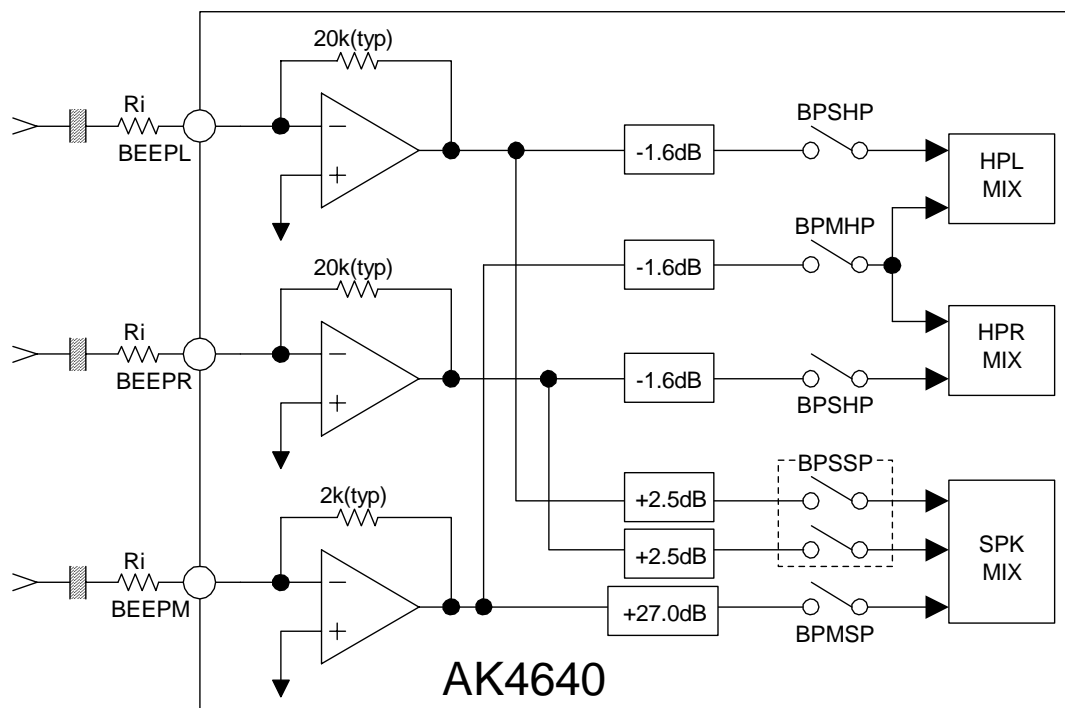 20k(typ)
Ri
BEEPL
−
+
-1.6dB
BPSHP
HPL
MIX
BPMHP
-1.6dB
20k(typ)
Ri
BEEPR
−
+
-1.6dB
BPSHP
HPR
MIX
BPSSP
+2.5dB
+2.5dB
SPK
MIX
2k(typ)
Ri
BEEPM
−
+
+27.0dB
BPMSP
AK4640